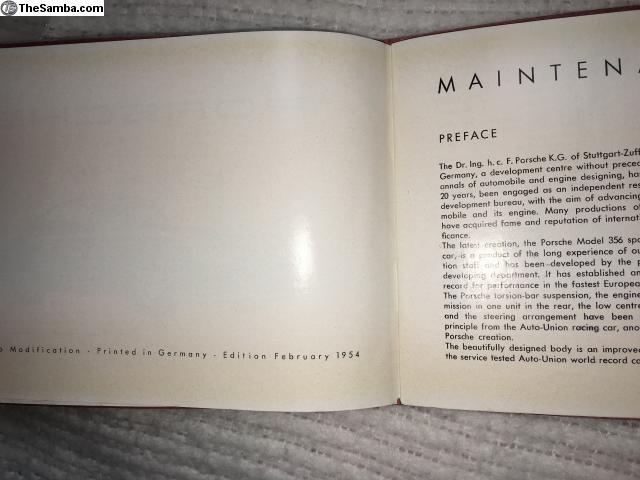 TheSamba.com
Modification - Printed in Germany - Edition February 1954
MAINTENA
PREFACE
The Dr. Ing. h. c. F. Porsche K.G. of Stuttgart-Zuff
Germany, a development centre without prece
annals of automobile and engine designing, ha
20 years, been engaged as an independent res
development bureau, with the aim of advancing
mobile and its engine. Many productions of
have acquired fame and reputation of internat
ficance.
The latest creation, the Porsche Model 356 spo
car, is a product of the long experience of ou
tion staff and has been developed by the p
developing department. It has established an
record for performance in the fastest European
The Porsche torsion-bar suspension, the engine
mission in one unit in the rear, the low centre
and the steering arrangement have been
principle from the Auto-Union racing car, ano
Porsche creation.
The beautifully designed body is an improved
the service tested Auto-Union world record ca